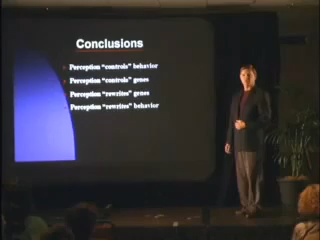 Conclusions
Perception “controls” behavior
Perception “controls” genes
Perception “rewrites” genes
Perception “rewrites” behavior